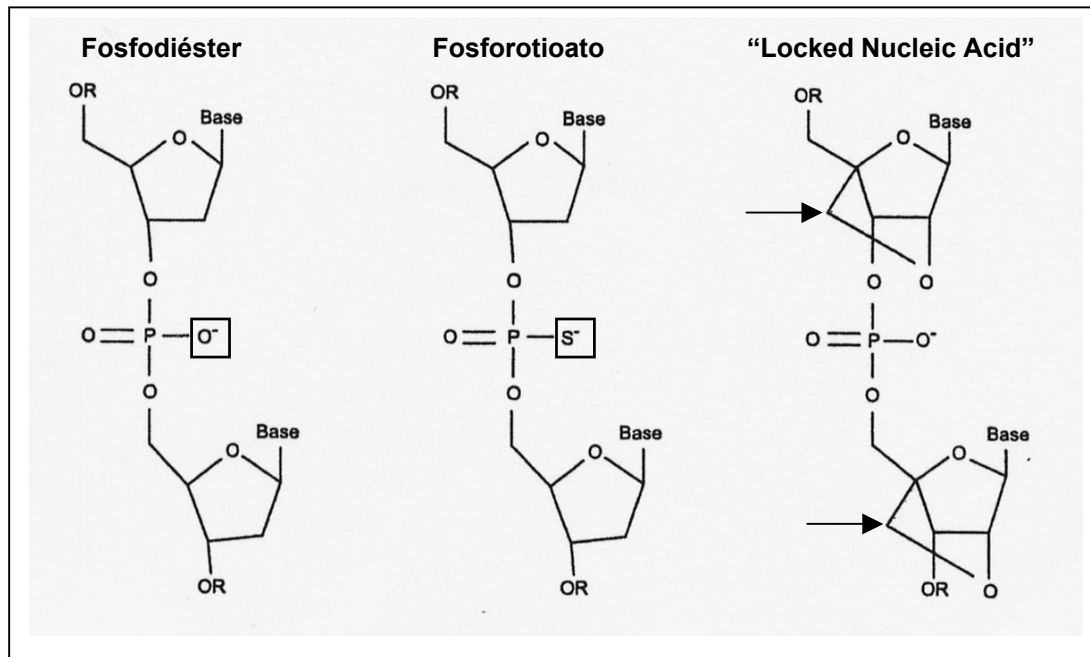 Fosfodiéster
Fosforotioato
“Locked Nucleic Acid”
OR
Base
O
O
O
P
O⁻
O
O
Base
OR
OR
Base
O
O
O
P
S⁻
O
O
Base
OR
OR
Base
O
O
O
O
P
O⁻
O
O
Base
OR
O